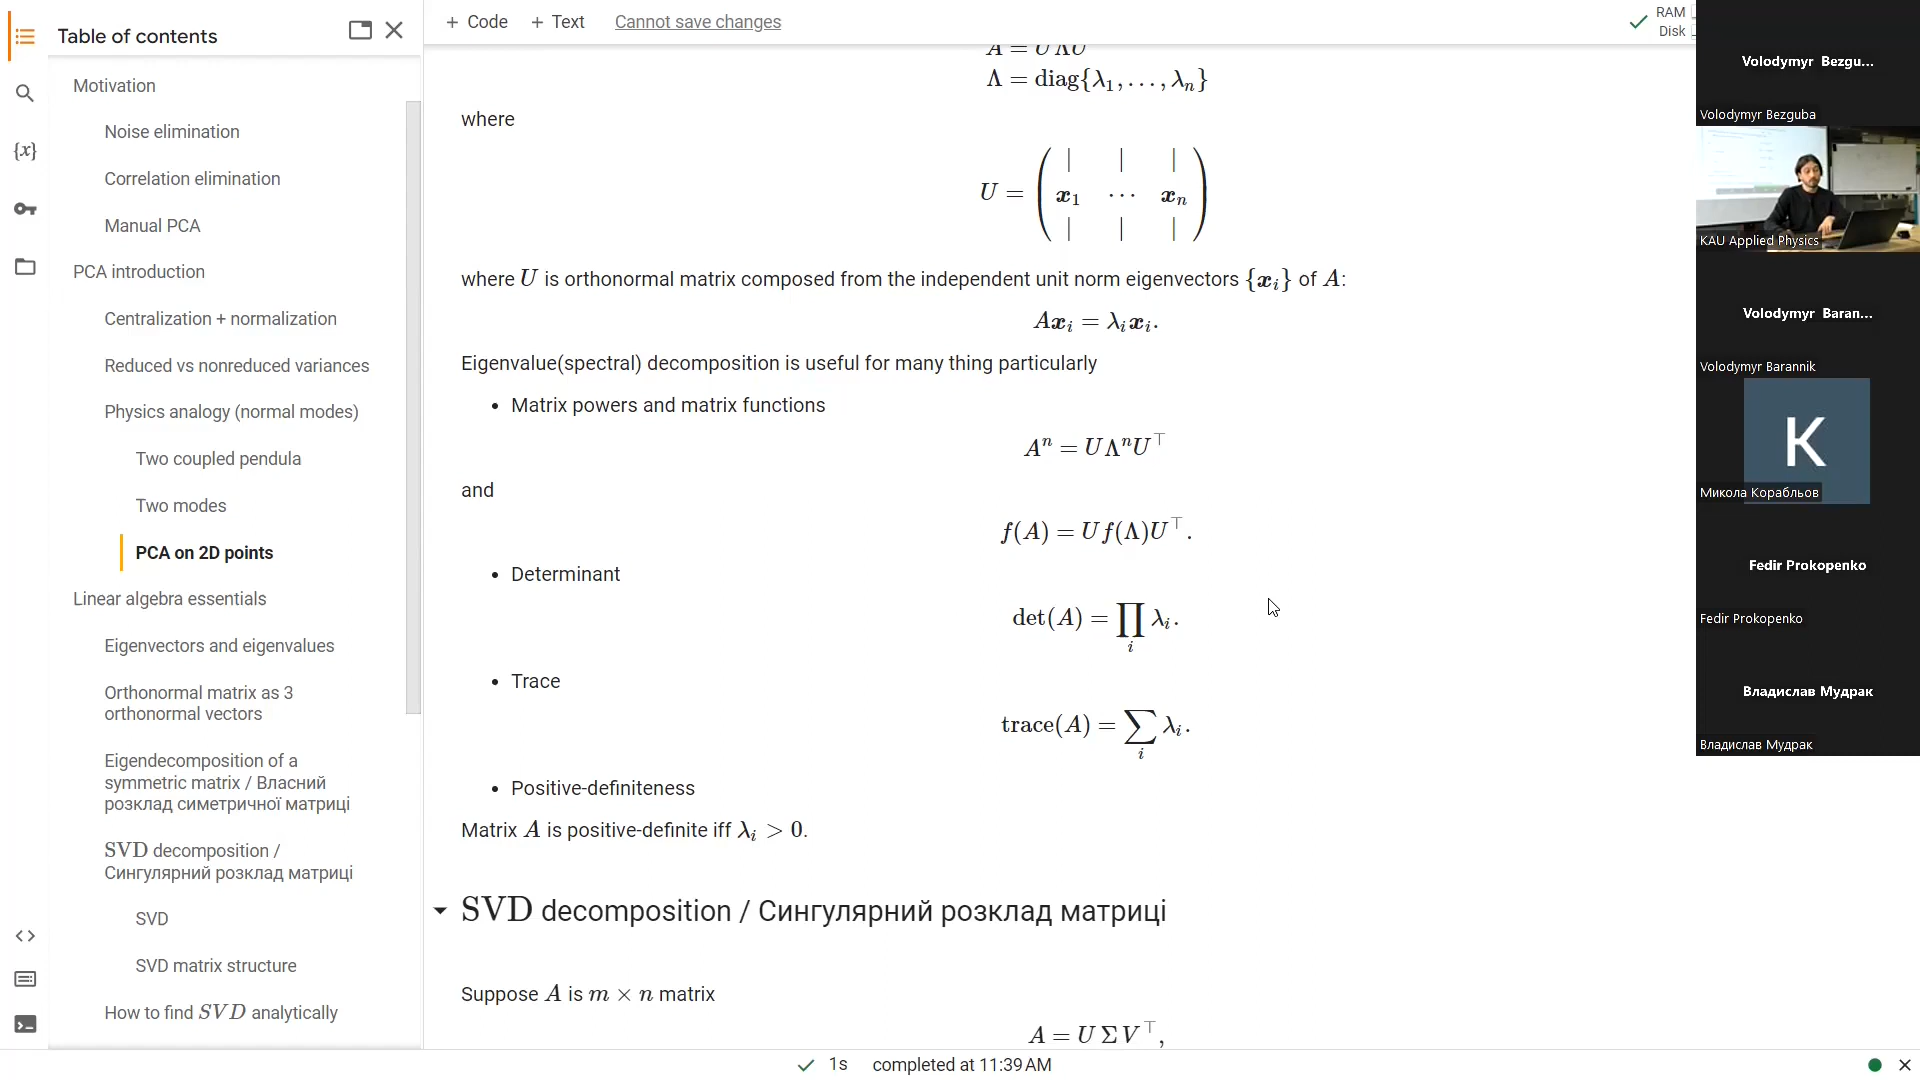 Table of contents
Motivation
Noise elimination
Correlation elimination
Manual PCA
PCA introduction
Centralization + normalization
Reduced vs nonreduced variances
Physics analogy (normal modes)
Two coupled pendula
Two modes
PCA on 2D points
Linear algebra essentials
Eigenvectors and eigenvalues
Orthonormal matrix as 3
orthonormal vectors
Eigendecomposition of a
symmetric matrix / Власний
розклад симетричної матриці
SVD decomposition /
Сингулярний розклад матриці
SVD
SVD matrix structure
How to find SVD analytically
+ Code + Text Cannot save changes
RAM
Disk
Λ = diag{λ₁, …, λₙ}
where
U = ( | | |
x₁ ⋯ xₙ
| | | )
where U is orthonormal matrix composed from the independent unit norm eigenvectors {xᵢ} of A:
Axᵢ = λᵢxᵢ.
Eigenvalue(spectral) decomposition is useful for many thing particularly
• Matrix powers and matrix functions
Aⁿ = UΛⁿU⊤
and
f(A) = Uf(Λ)U⊤.
• Determinant
det(A) = ∏ᵢ λᵢ.
• Trace
trace(A) = ∑ᵢ λᵢ.
• Positive-definiteness
Matrix A is positive-definite iff λᵢ > 0.
SVD decomposition / Сингулярний розклад матриці
Suppose A is m × n matrix
A = U Σ V⊤,
1s completed at 11:39 AM
Volodymyr Bezgu...
Volodymyr Bezguba
KAU Applied Physics
Volodymyr Baran...
Volodymyr Barannik
K
Микола Корабльов
Fedir Prokopenko
Fedir Prokopenko
Владислав Мудрак
Владислав Мудрак